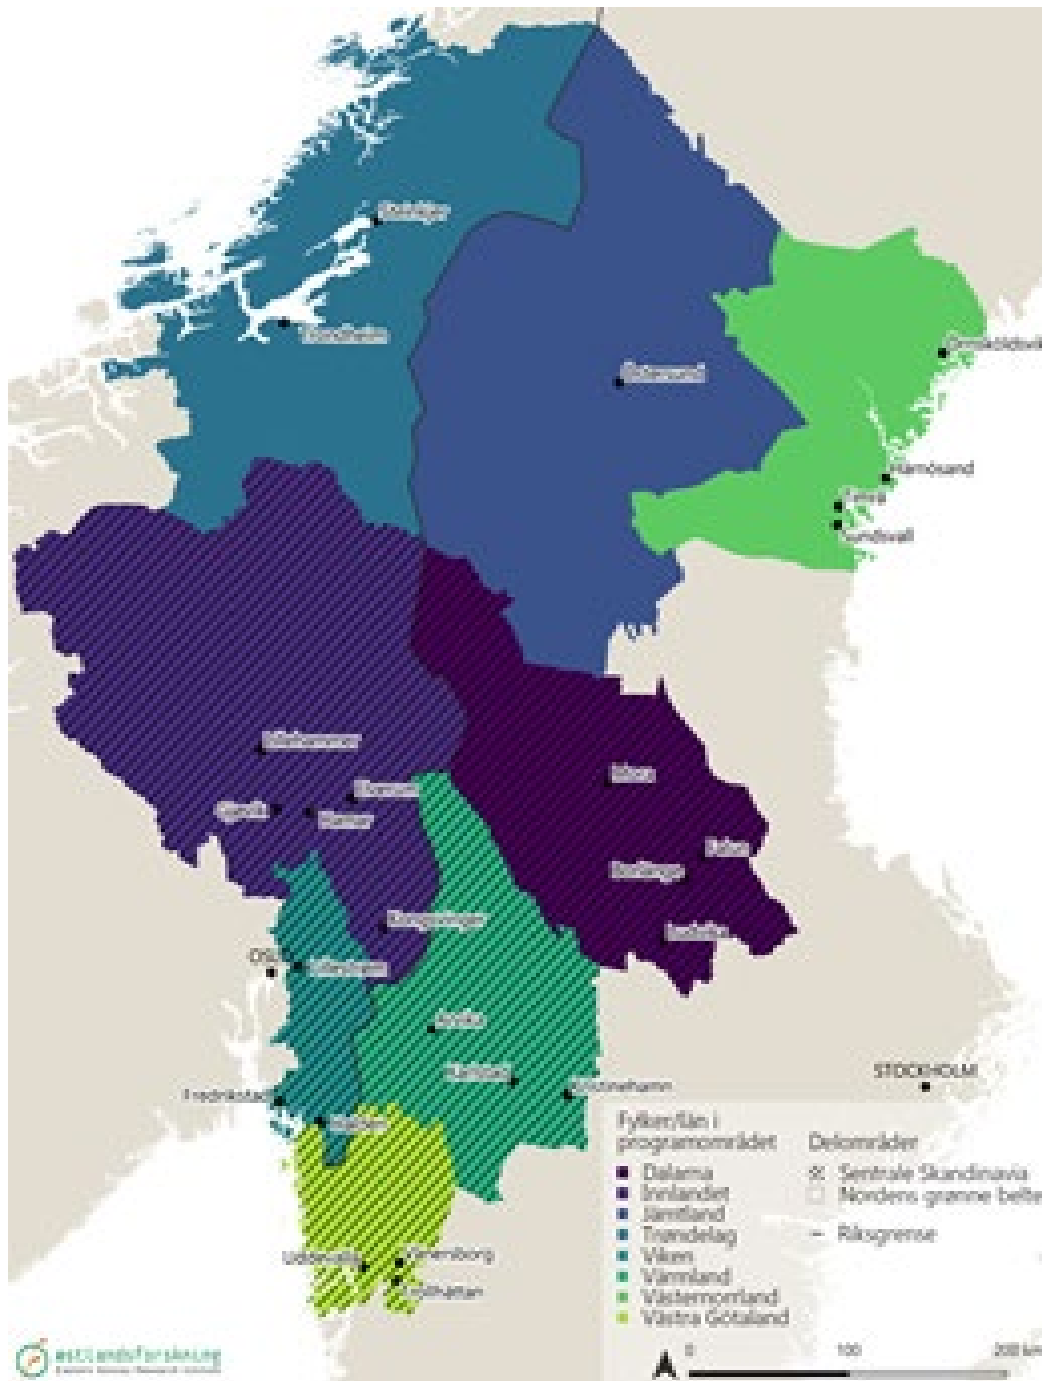 Steinkjer
Trondheim
Östersund
Örnsköldsvik
Härnösand
Timrå
Sundsvall
Lillehammer
Elverum
Gjøvik
Hamar
Mora
Falun
Borlänge
Ludvika
Kongsvinger
OSLO
Lillestrøm
Arvika
Karlstad
Kristinehamn
STOCKHOLM
Fredrikstad
Halden
Uddevalla
Vänersborg
Trollhättan
Fylker/län i
programområdet
Dalarna
Innlandet
Jämtland
Trøndelag
Viken
Värmland
Västernorrland
Västra Götaland
Delområder
Sentrale Skandinavia
Nordens grønne belte
Riksgrense
0 100 200 km
østlandsforskning